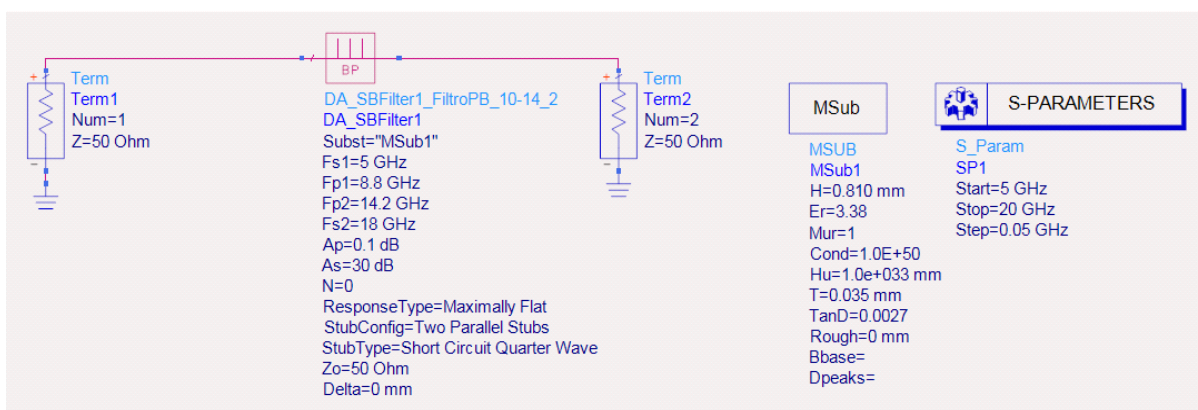 Term
Term1
Num=1
Z=50 Ohm
BP
DA_SBFilter1_FiltroPB_10-14_2
DA_SBFilter1
Subst="MSub1"
Fs1=5 GHz
Fp1=8.8 GHz
Fp2=14.2 GHz
Fs2=18 GHz
Ap=0.1 dB
As=30 dB
N=0
ResponseType=Maximally Flat
StubConfig=Two Parallel Stubs
StubType=Short Circuit Quarter Wave
Zo=50 Ohm
Delta=0 mm
Term
Term2
Num=2
Z=50 Ohm
MSub
MSUB
MSub1
H=0.810 mm
Er=3.38
Mur=1
Cond=1.0E+50
Hu=1.0e+033 mm
T=0.035 mm
TanD=0.0027
Rough=0 mm
Bbase=
Dpeaks=
S-PARAMETERS
S_Param
SP1
Start=5 GHz
Stop=20 GHz
Step=0.05 GHz